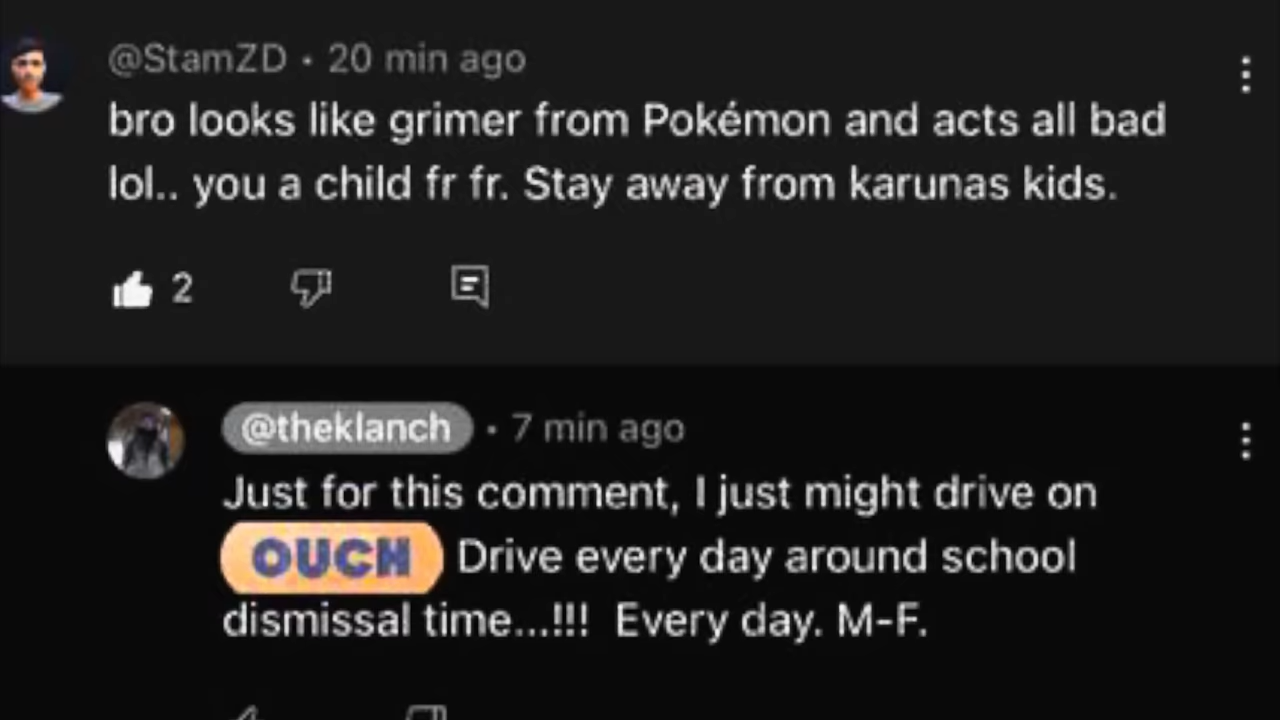 @StamZD • 20 min ago
bro looks like grimer from Pokémon and acts all bad
lol.. you a child fr fr. Stay away from karunas kids.
2
@theklanch • 7 min ago
Just for this comment, I just might drive on
OUCH Drive every day around school
dismissal time...!!! Every day. M-F.